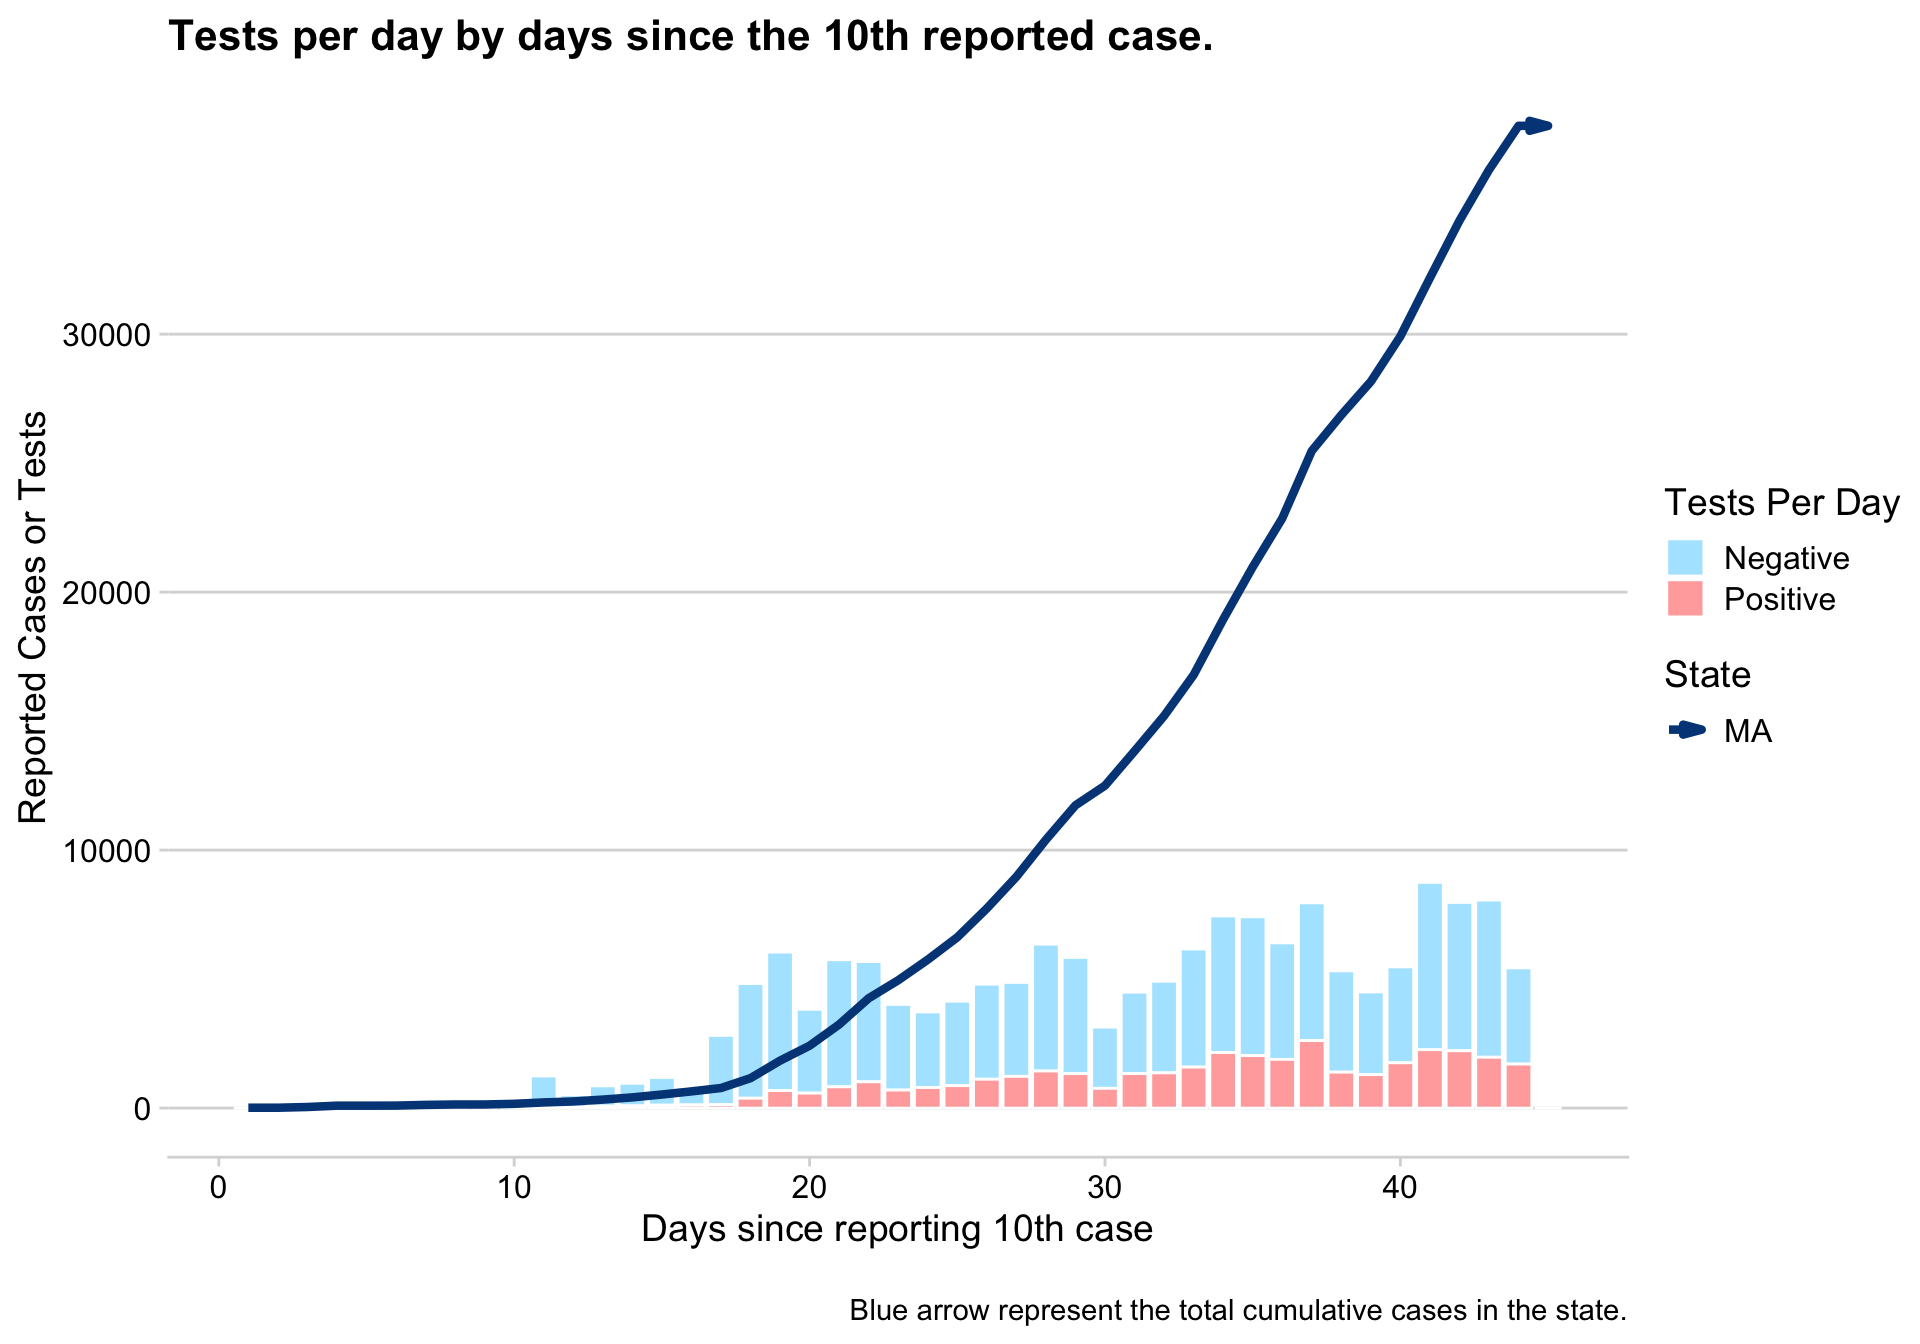 Tests per day by days since the 10th reported case.
Reported Cases or Tests
30000
20000
10000
0
0 10 20 30 40
Days since reporting 10th case
Tests Per Day
Negative
Positive
State
MA
Blue arrow represent the total cumulative cases in the state.